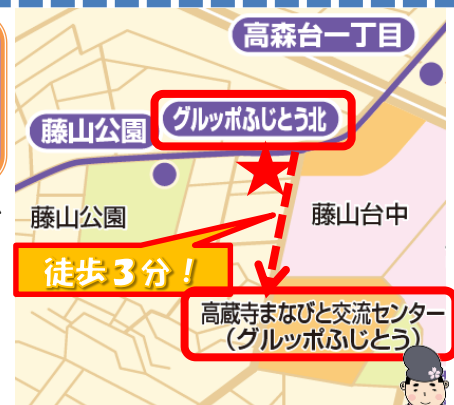 高森台一丁目
グルッポふじとう北
藤山公園
藤山公園
藤山台中
徒歩3分！
高蔵寺まなびと交流センター
（グルッポふじとう）